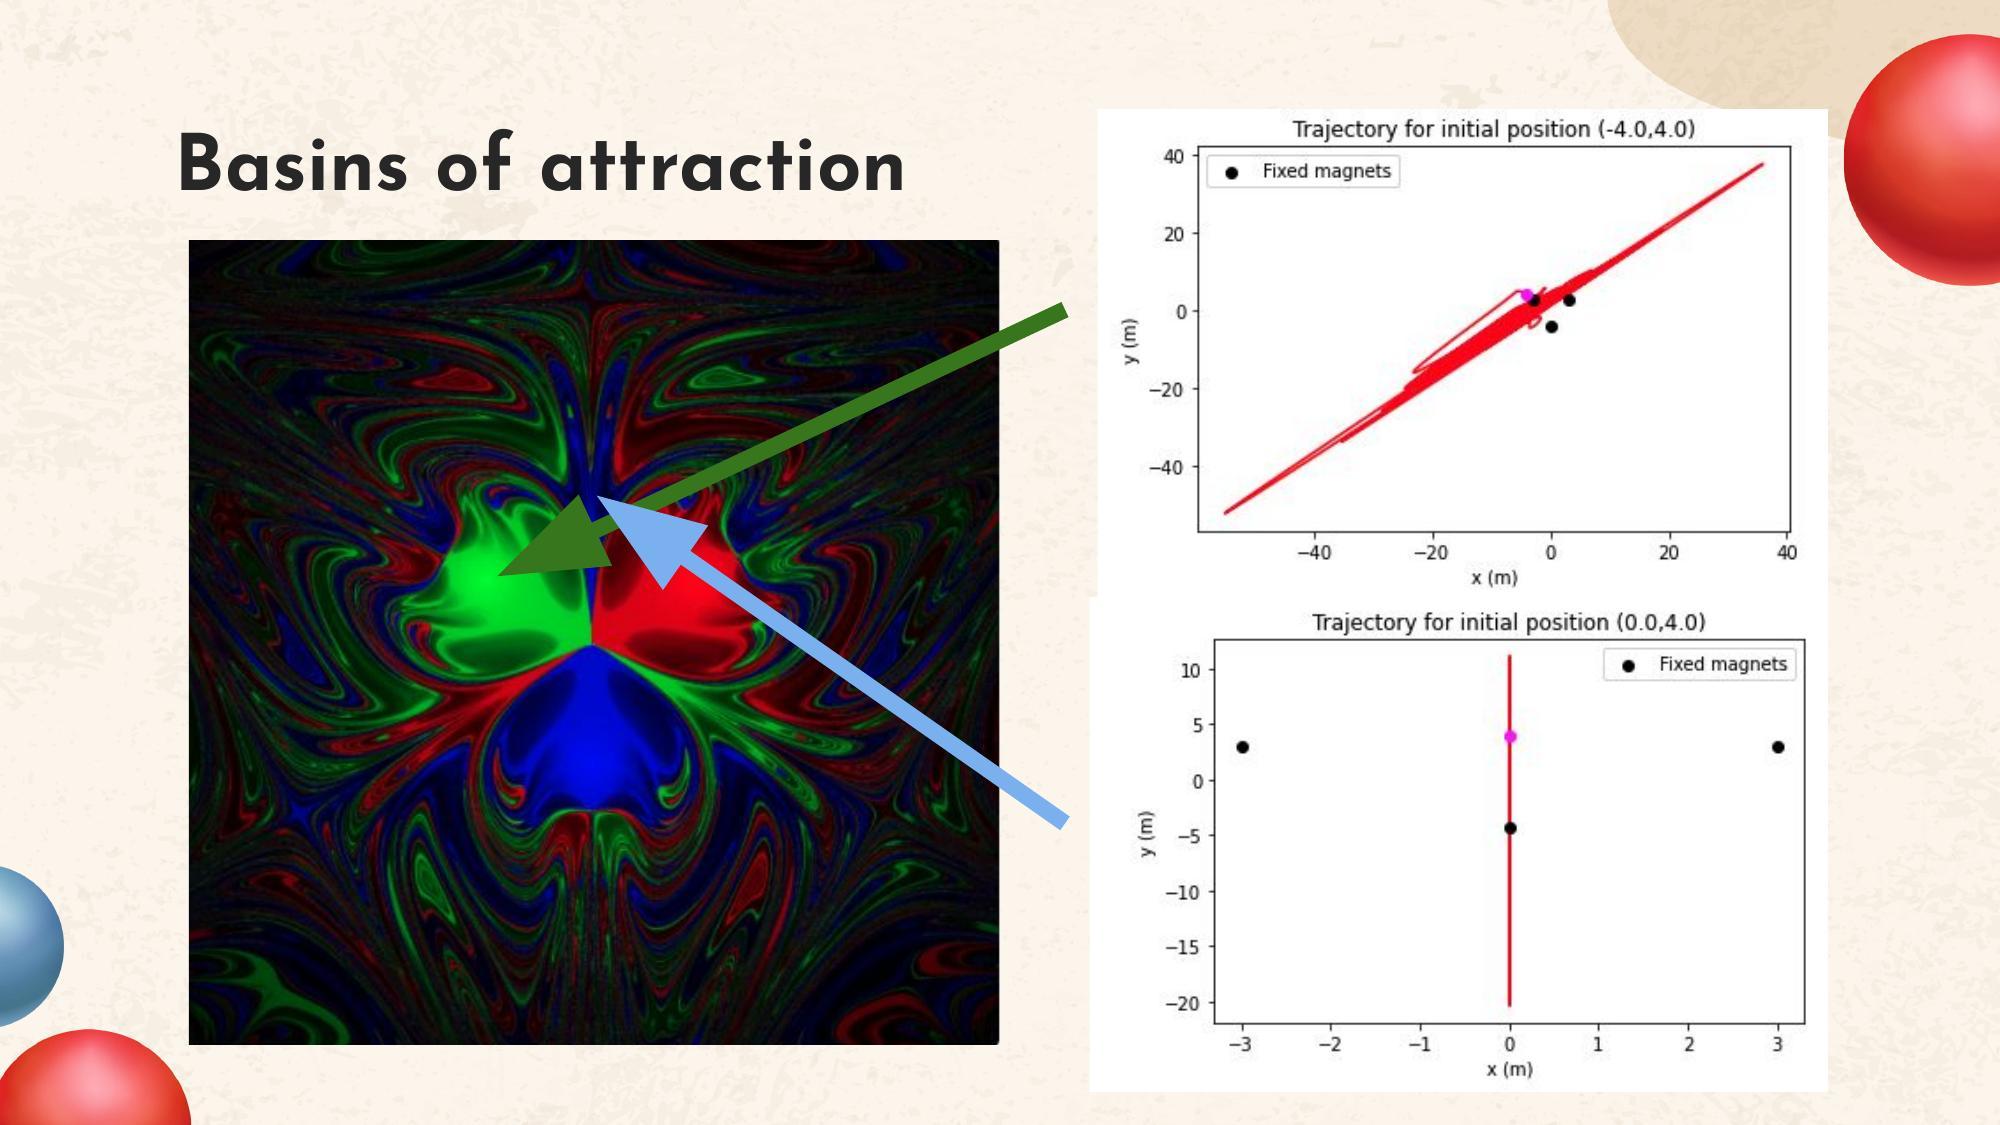 Basins of attraction
Trajectory for initial position (-4.0,4.0)
Fixed magnets
40
20
0
−20
−40
y (m)
−40 −20 0 20 40
x (m)
Trajectory for initial position (0.0,4.0)
Fixed magnets
10
5
0
−5
−10
−15
−20
y (m)
−3 −2 −1 0 1 2 3
x (m)